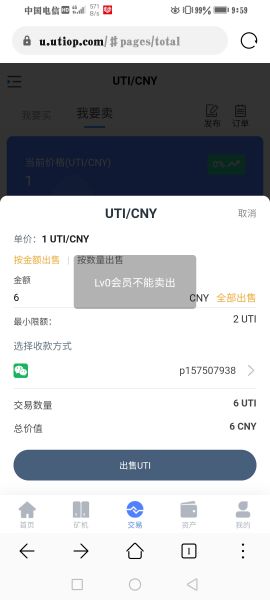 中国电信 HD 4G 571 B/s 99% 9:59
u.utiop.com/#pages/total
UTI/CNY
我要买 我要卖 发布 订单
当前价格(UTI/CNY) 0%
1
UTI/CNY 取消
单价: 1 UTI/CNY
按金额出售 | 按数量出售
Lv0会员不能卖出
金额
6 CNY 全部出售
最小限额: 2 UTI
选择收款方式
p157507938
交易数量 6 UTI
总价值 6 CNY
出售UTI
首页 矿机 交易 资产 我的
1